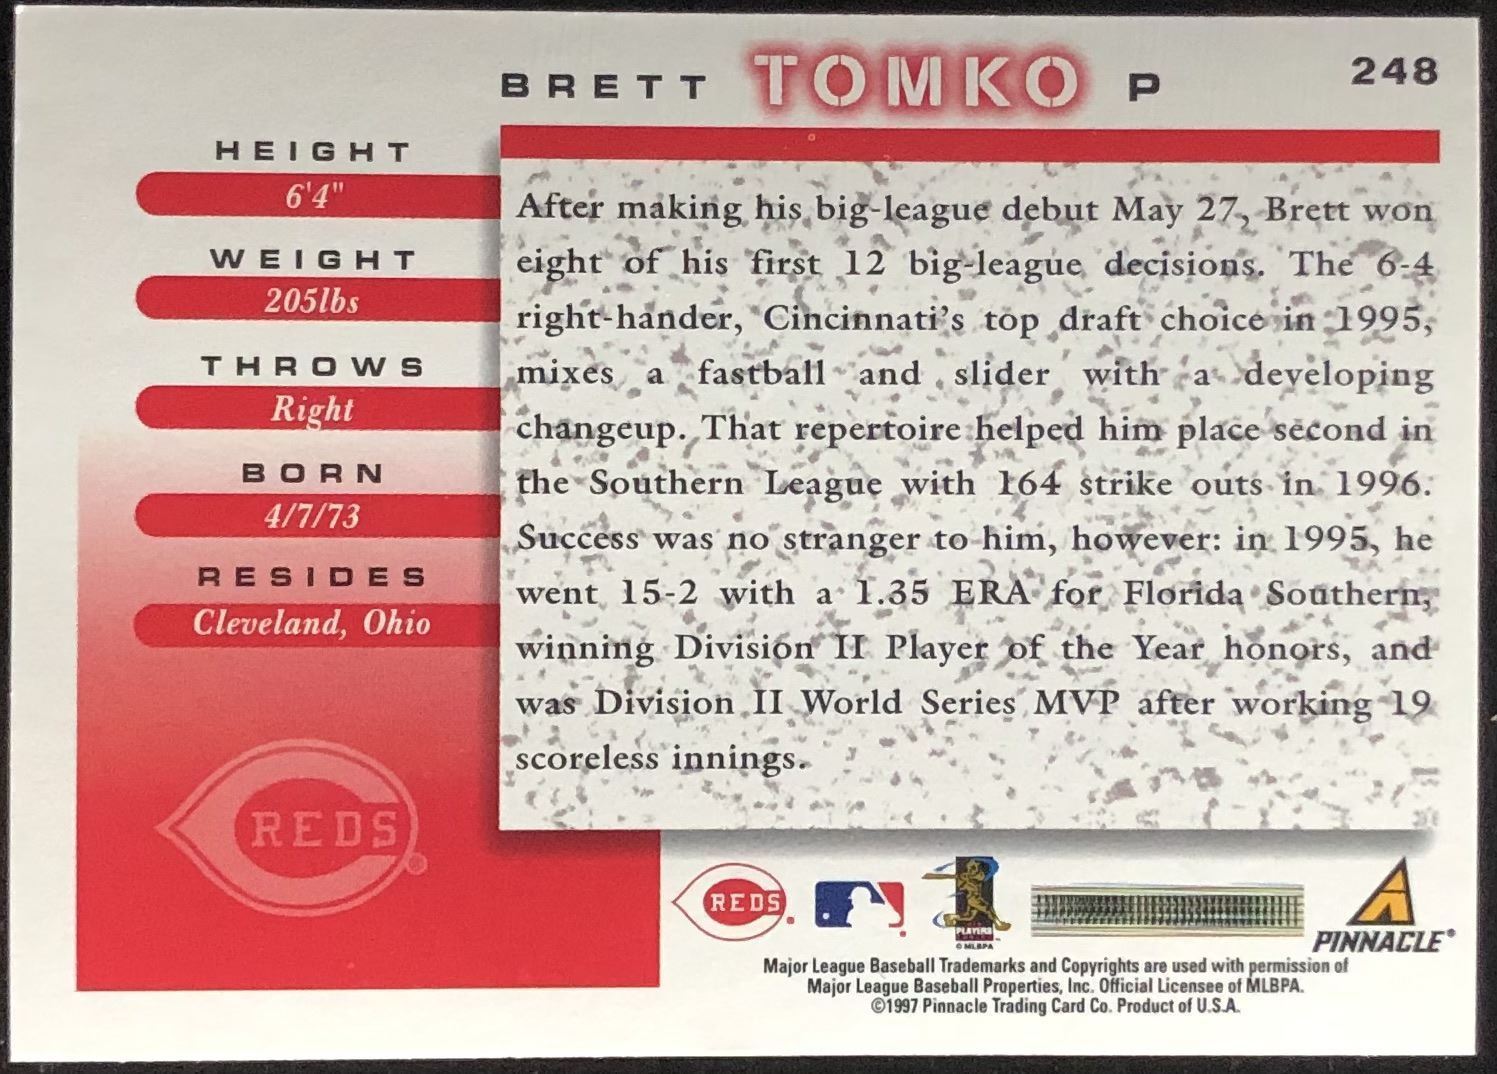 BRETT TOMKO P
248
HEIGHT
6'4"
WEIGHT
205lbs
THROWS
Right
BORN
4/7/73
RESIDES
Cleveland, Ohio
REDS
After making his big-league debut May 27, Brett won
eight of his first 12 big-league decisions. The 6-4
right-hander, Cincinnati's top draft choice in 1995,
mixes a fastball and slider with a developing
changeup. That repertoire helped him place second in
the Southern League with 164 strike outs in 1996.
Success was no stranger to him, however: in 1995, he
went 15-2 with a 1.35 ERA for Florida Southern,
winning Division II Player of the Year honors, and
was Division II World Series MVP after working 19
scoreless innings.
REDS
PLAYERS
© MLBPA
PINNACLE®
Major League Baseball Trademarks and Copyrights are used with permission of
Major League Baseball Properties, Inc. Official Licensee of MLBPA.
©1997 Pinnacle Trading Card Co. Product of U.S.A.